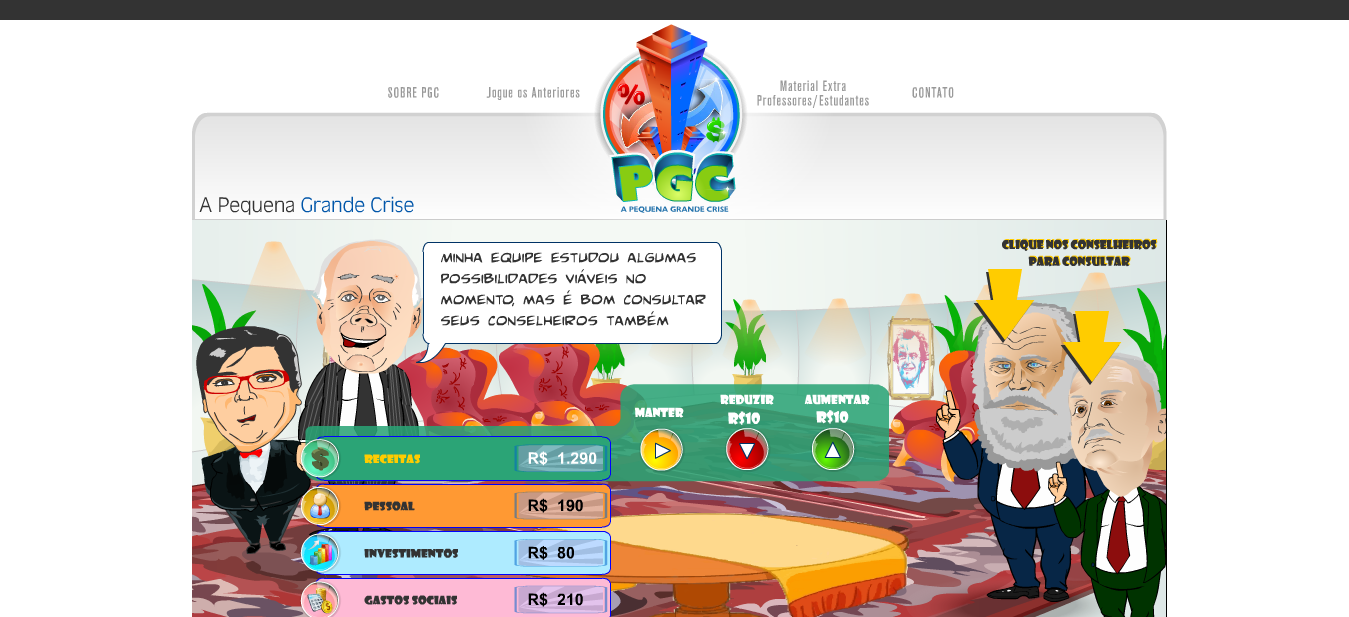 SOBRE PGC
Jogue os Anteriores
Material Extra
Professores/Estudantes
CONTATO
%
$
PGC
A PEQUENA GRANDE CRISE
A Pequena Grande Crise
CLIQUE NOS CONSELHEIROS
PARA CONSULTAR
MINHA EQUIPE ESTUDOU ALGUMAS
POSSIBILIDADES VIÁVEIS NO
MOMENTO, MAS É BOM CONSULTAR
SEUS CONSELHEIROS TAMBÉM
MANTER
REDUZIR
R$10
AUMENTAR
R$10
$
RECEITAS
R$ 1.290
PESSOAL
R$ 190
INVESTIMENTOS
R$ 80
GASTOS SOCIAIS
R$ 210